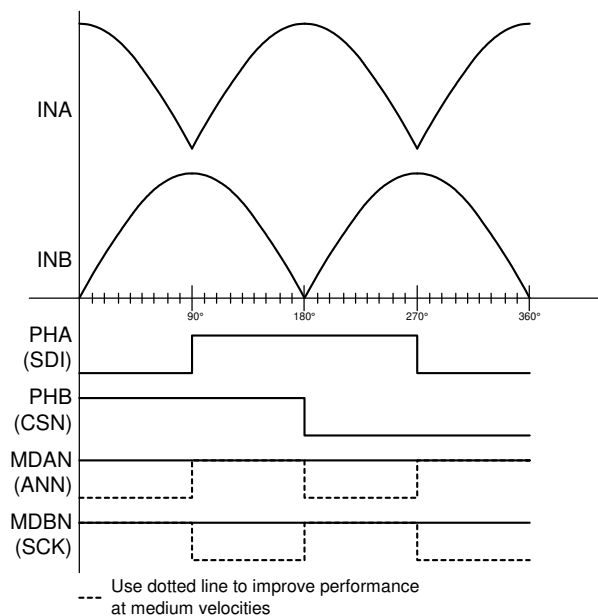 INA
INB
90° 180° 270° 360°
PHA
(SDI)
PHB
(CSN)
MDAN
(ANN)
MDBN
(SCK)
Use dotted line to improve performance
at medium velocities